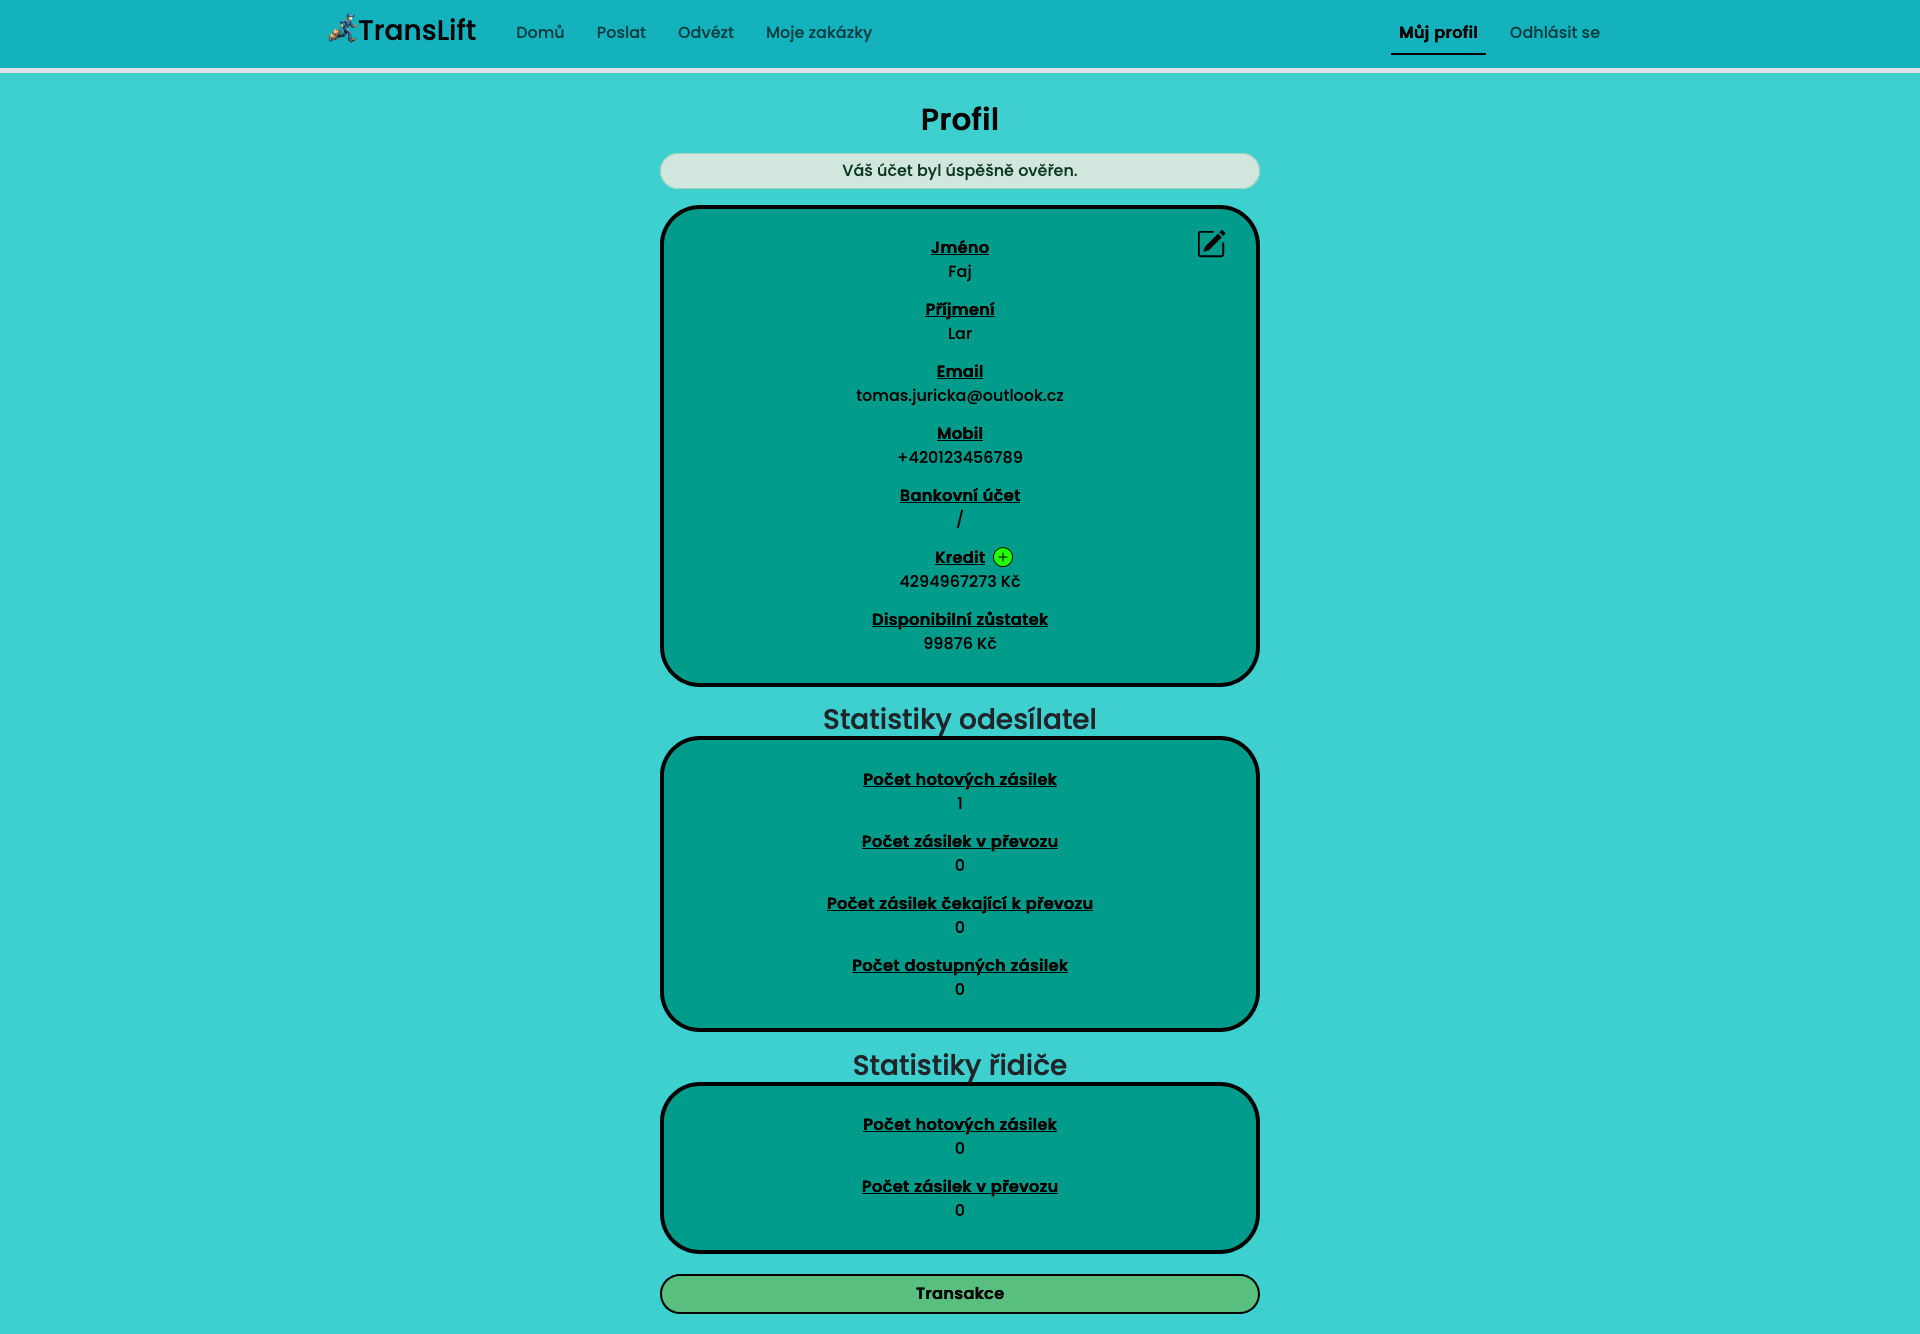 TransLift
Domů
Poslat
Odvézt
Moje zakázky
Můj profil
Odhlásit se
Profil
Váš účet byl úspěšně ověřen.
Jméno
Faj
Příjmení
Lar
Email
tomas.juricka@outlook.cz
Mobil
+420123456789
Bankovní účet
/
Kredit
4294967273 Kč
Disponibilní zůstatek
99876 Kč
Statistiky odesílatel
Počet hotových zásilek
1
Počet zásilek v převozu
0
Počet zásilek čekající k převozu
0
Počet dostupných zásilek
0
Statistiky řidiče
Počet hotových zásilek
0
Počet zásilek v převozu
0
Transakce